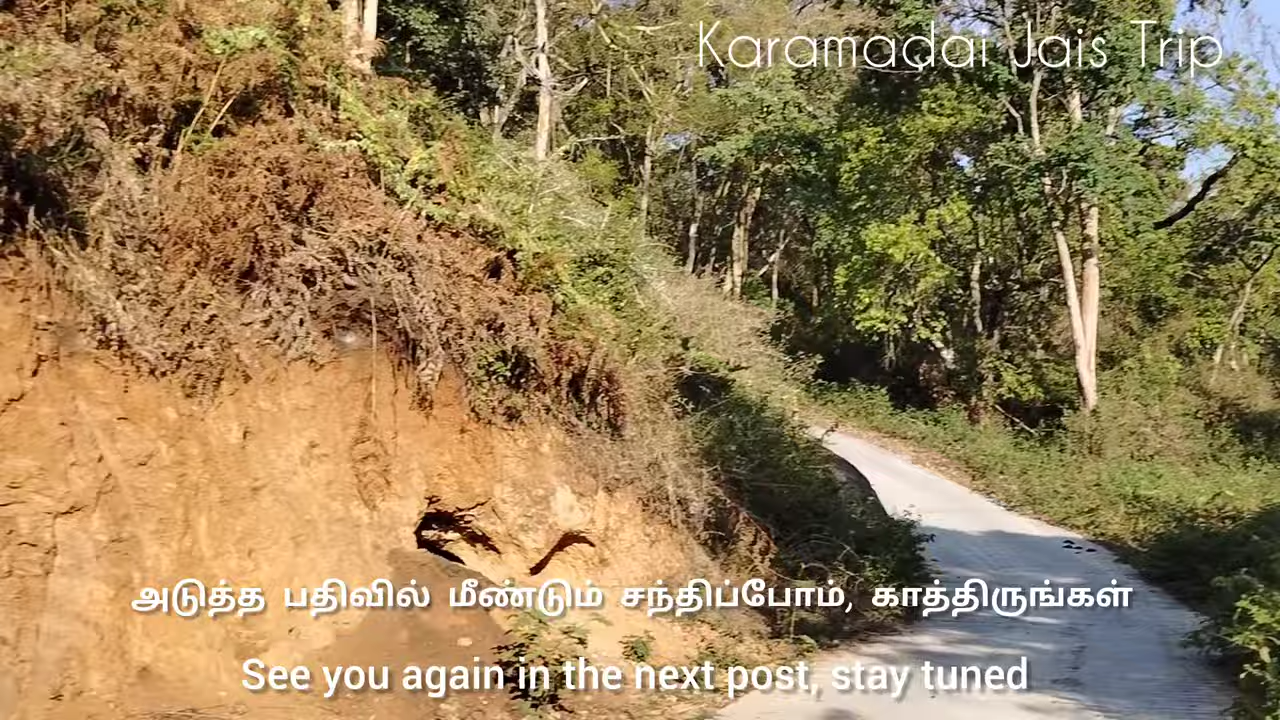 Karamadai Jais Trip
அடுத்த பதிவில் மீண்டும் சந்திப்போம், காத்திருங்கள்
See you again in the next post, stay tuned